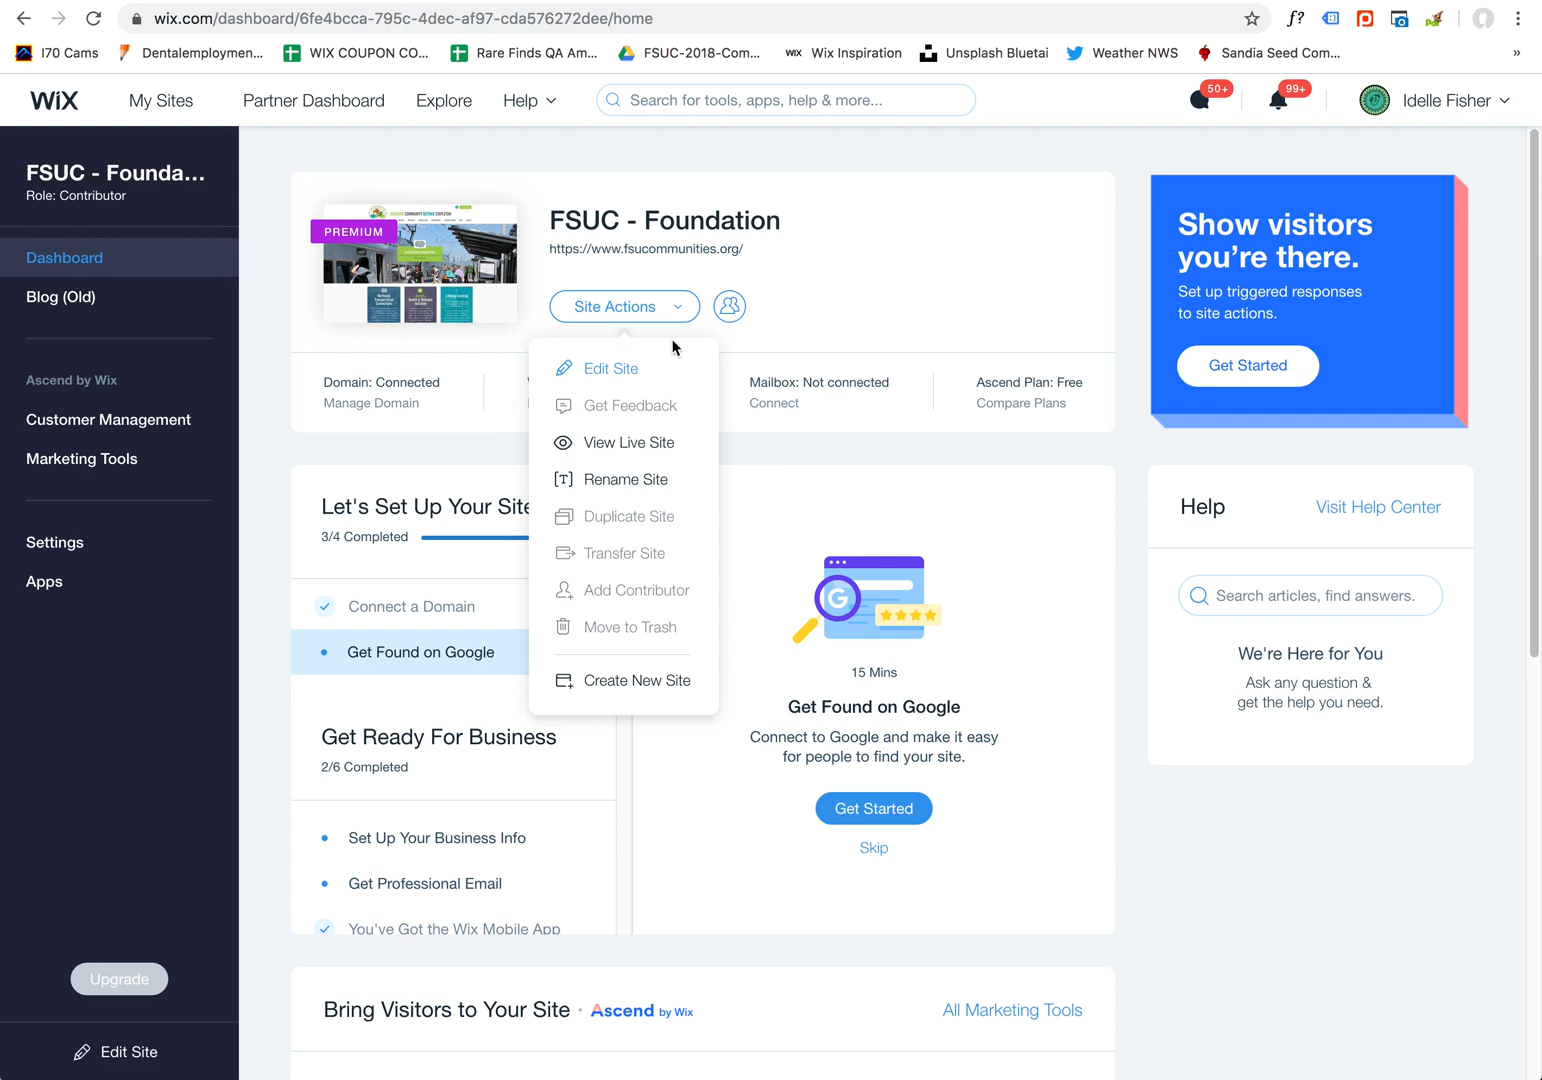 wix.com/dashboard/6fe4bcca-795c-4dec-af97-cda576272dee/home
f?
I70 Cams
Dentalemploymen...
WIX COUPON CO...
Rare Finds QA Am...
FSUC-2018-Com...
WIX Wix Inspiration
Unsplash Bluetai
Weather NWS
Sandia Seed Com...
»
WiX
My Sites
Partner Dashboard
Explore
Help
Search for tools, apps, help & more...
50+
99+
Idelle Fisher
FSUC - Founda...
Role: Contributor
Dashboard
Blog (Old)
Ascend by Wix
Customer Management
Marketing Tools
Settings
Apps
Upgrade
Edit Site
PREMIUM
FSUC - Foundation
https://www.fsucommunities.org/
Site Actions
Domain: Connected
Manage Domain
Mailbox: Not connected
Connect
Ascend Plan: Free
Compare Plans
Edit Site
Get Feedback
View Live Site
Rename Site
Duplicate Site
Transfer Site
Add Contributor
Move to Trash
Create New Site
Let's Set Up Your Site
3/4 Completed
Connect a Domain
Get Found on Google
Get Ready For Business
2/6 Completed
Set Up Your Business Info
Get Professional Email
You've Got the Wix Mobile App
G
15 Mins
Get Found on Google
Connect to Google and make it easy
for people to find your site.
Get Started
Skip
Bring Visitors to Your Site
Ascend by Wix
All Marketing Tools
Show visitors
you're there.
Set up triggered responses
to site actions.
Get Started
Help
Visit Help Center
Search articles, find answers.
We're Here for You
Ask any question &
get the help you need.